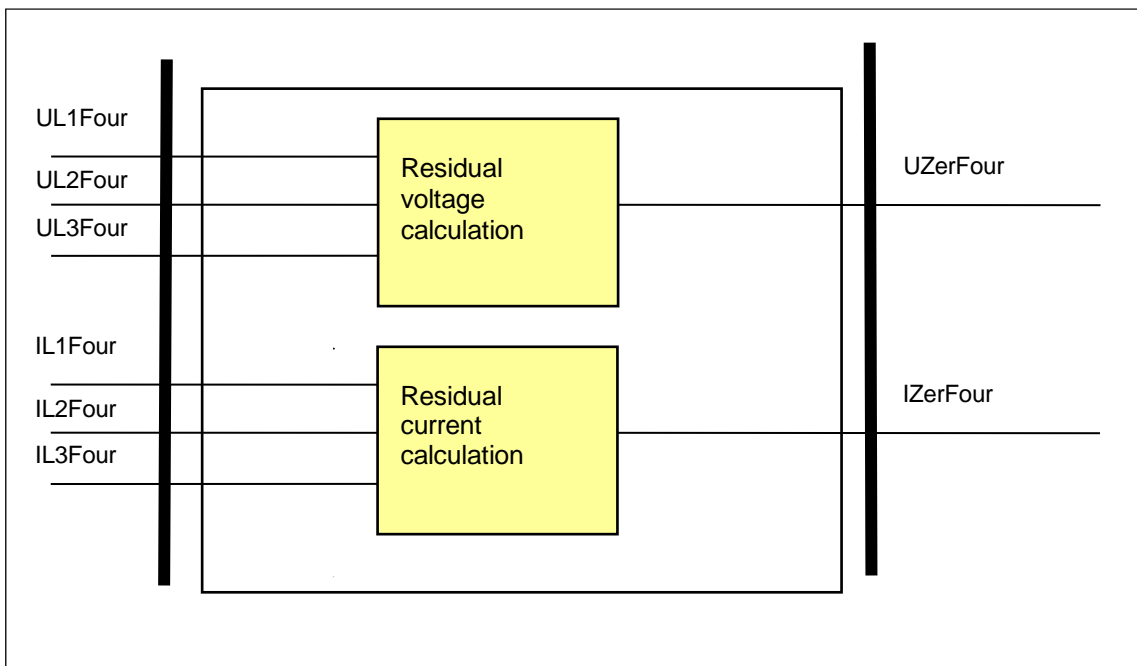 UL1Four
UL2Four
UL3Four
Residual
voltage
calculation
UZerFour
IL1Four
IL2Four
IL3Four
Residual
current
calculation
IZerFour